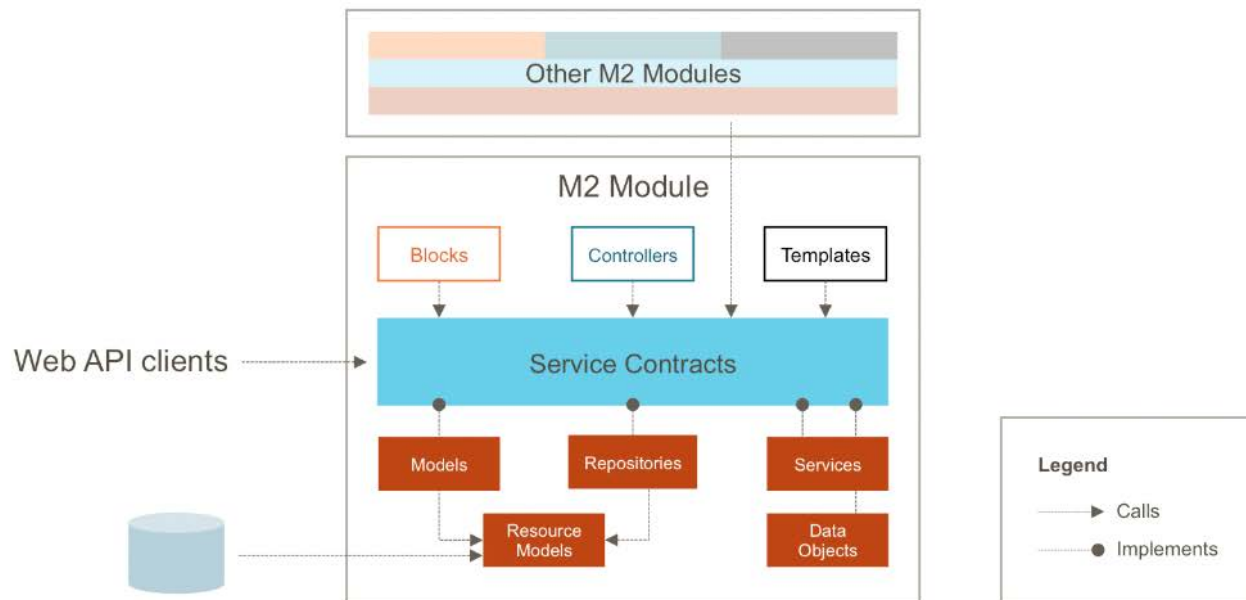 Other M2 Modules
M2 Module
Blocks
Controllers
Templates
Web API clients
Service Contracts
Models
Repositories
Services
Resource
Models
Data
Objects
Legend
Calls
Implements